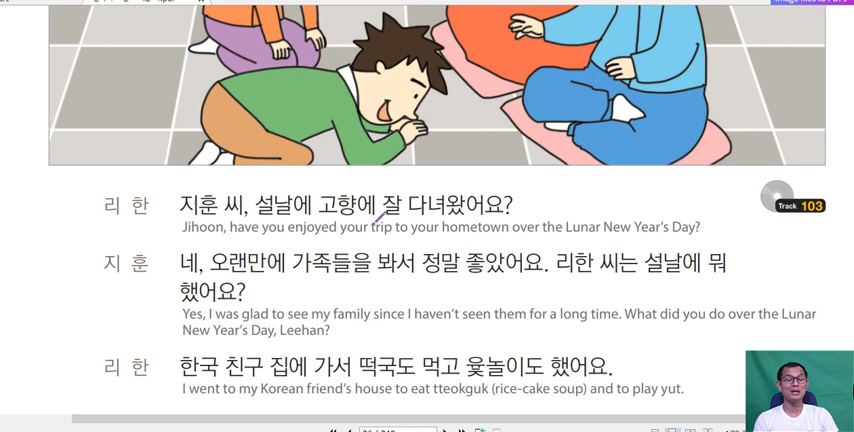 리 한 지훈 씨, 설날에 고향에 잘 다녀왔어요?
Track 103
Jihoon, have you enjoyed your trip to your hometown over the Lunar New Year's Day?
지 훈 네, 오랜만에 가족들을 봐서 정말 좋았어요. 리한 씨는 설날에 뭐
했어요?
Yes, I was glad to see my family since I haven't seen them for a long time. What did you do over the Lunar
New Year's Day, Leehan?
리 한 한국 친구 집에 가서 떡국도 먹고 윷놀이도 했어요.
I went to my Korean friend's house to eat tteokguk (rice-cake soup) and to play yut.